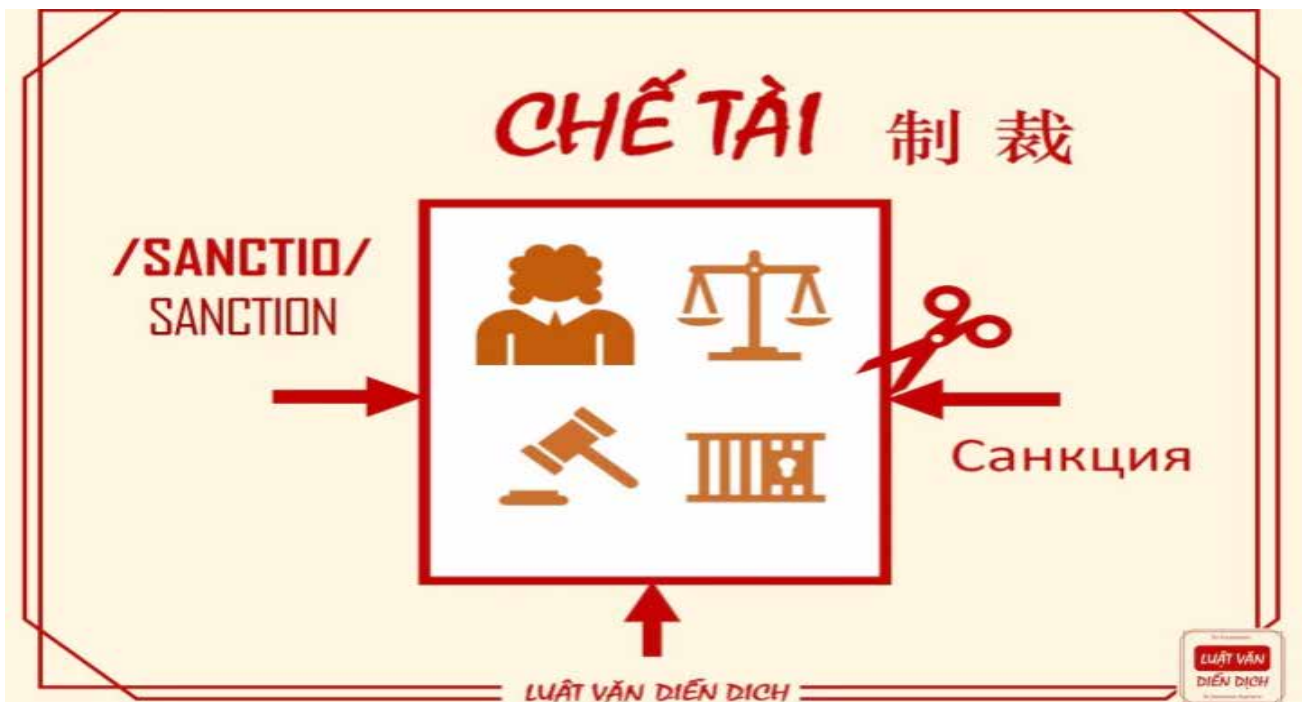 CHẾ TÀI 制裁
/SANCTIO/
SANCTION
Санкция
LUẬT VĂN DIỄN DỊCH
LUẬT VĂN
DIỄN DỊCH